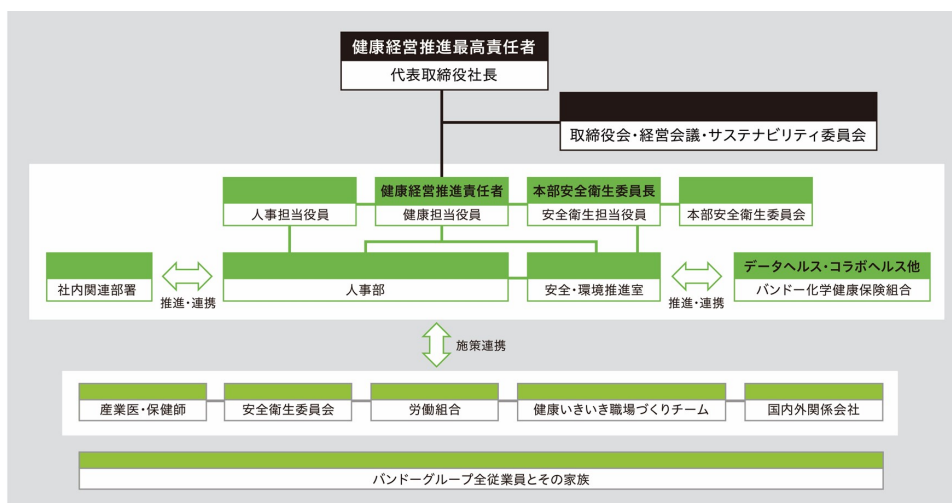 健康経営推進最高責任者
代表取締役社長
取締役会・経営会議・サステナビリティ委員会
健康経営推進責任者
本部安全衛生委員長
人事担当役員
健康担当役員
安全衛生担当役員
本部安全衛生委員会
データヘルス・コラボヘルス他
社内関連部署
推進・連携
人事部
安全・環境推進室
推進・連携
バンドー化学健康保険組合
施策連携
産業医・保健師
安全衛生委員会
労働組合
健康いきいき職場づくりチーム
国内外関係会社
バンドーグループ全従業員とその家族